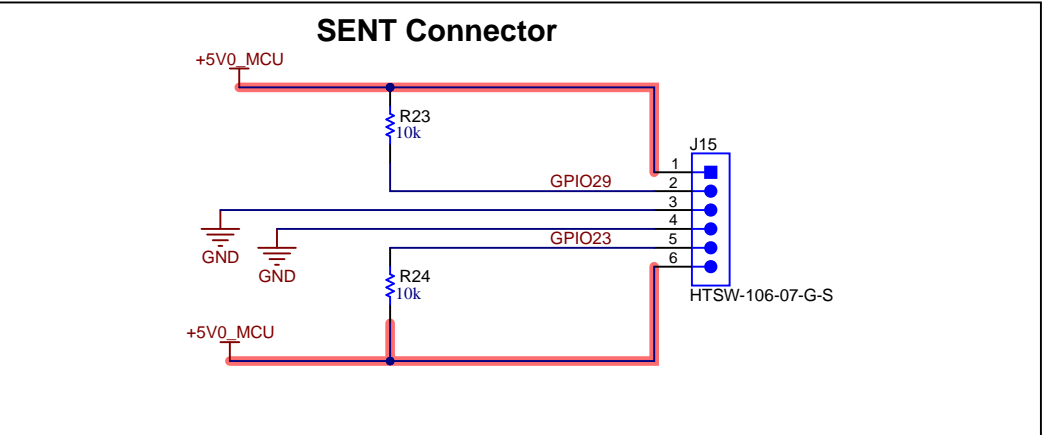 SENT Connector
+5V0_MCU
R23
10k
J15
1
GPIO29
2
3
4
GND
GPIO23
5
GND
6
R24
10k
HTSW-106-07-G-S
+5V0_MCU